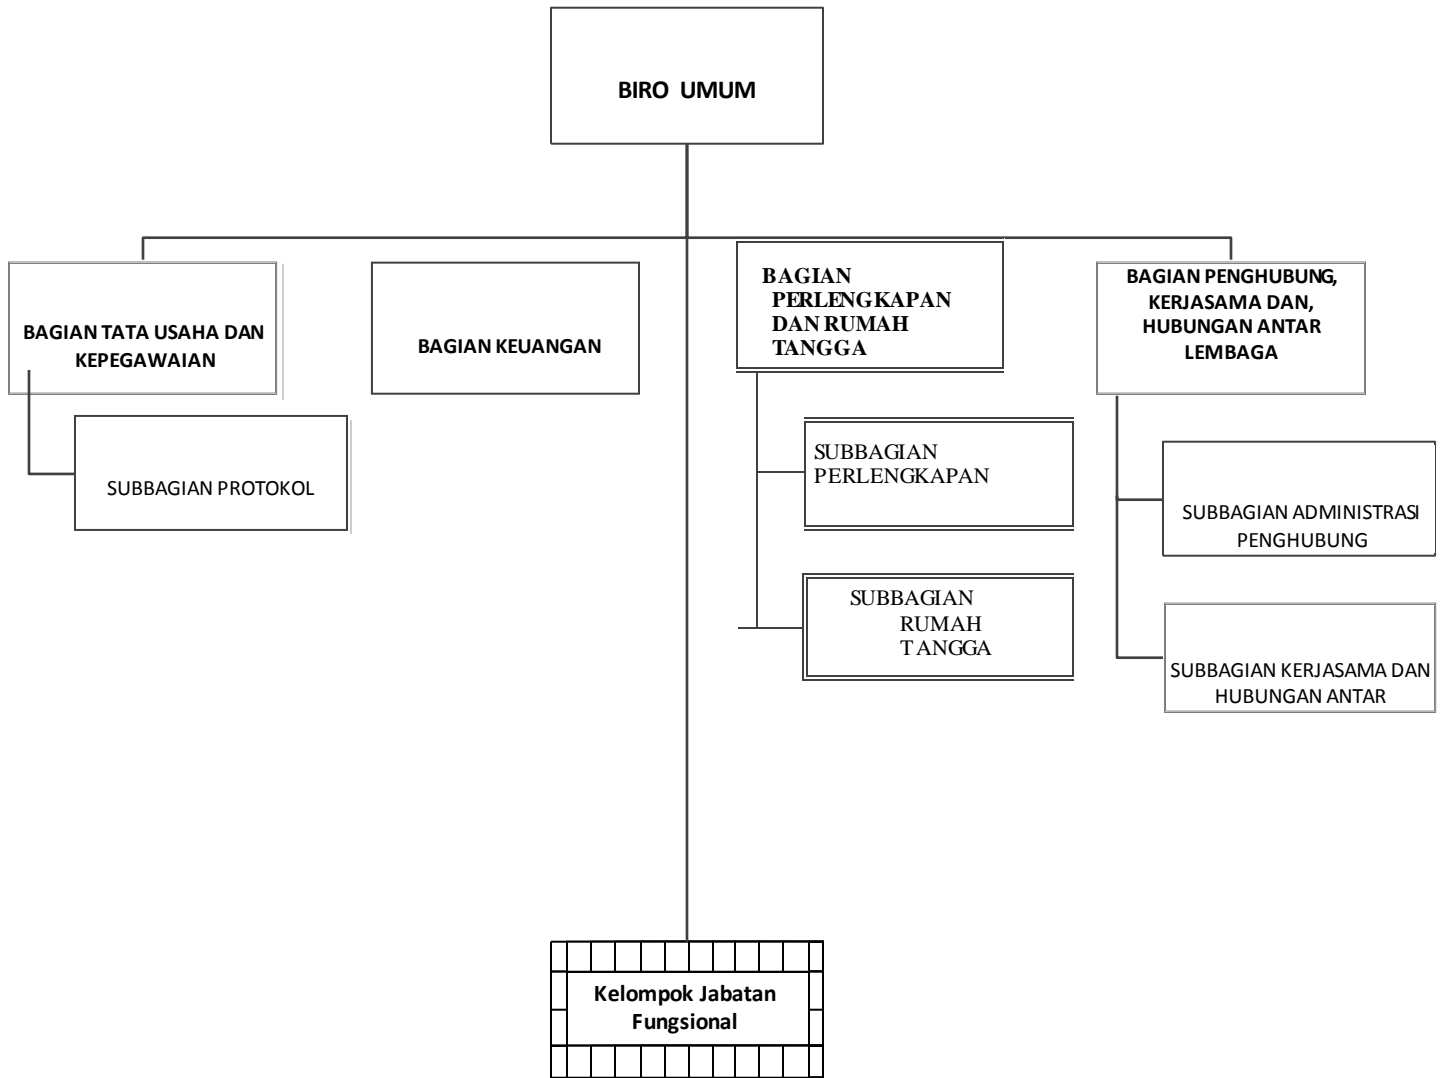 BIRO UMUM
BAGIAN TATA USAHA DAN
KEPEGAWAIAN
BAGIAN KEUANGAN
BAGIAN
PERLENGKAPAN
DAN RUMAH
TANGGA
BAGIAN PENGHUBUNG,
KERJASAMA DAN,
HUBUNGAN ANTAR
LEMBAGA
SUBBAGIAN PROTOKOL
SUBBAGIAN
PERLENGKAPAN
SUBBAGIAN ADMINISTRASI
PENGHUBUNG
SUBBAGIAN
RUMAH
TANGGA
SUBBAGIAN KERJASAMA DAN
HUBUNGAN ANTAR
Kelompok Jabatan
Fungsional